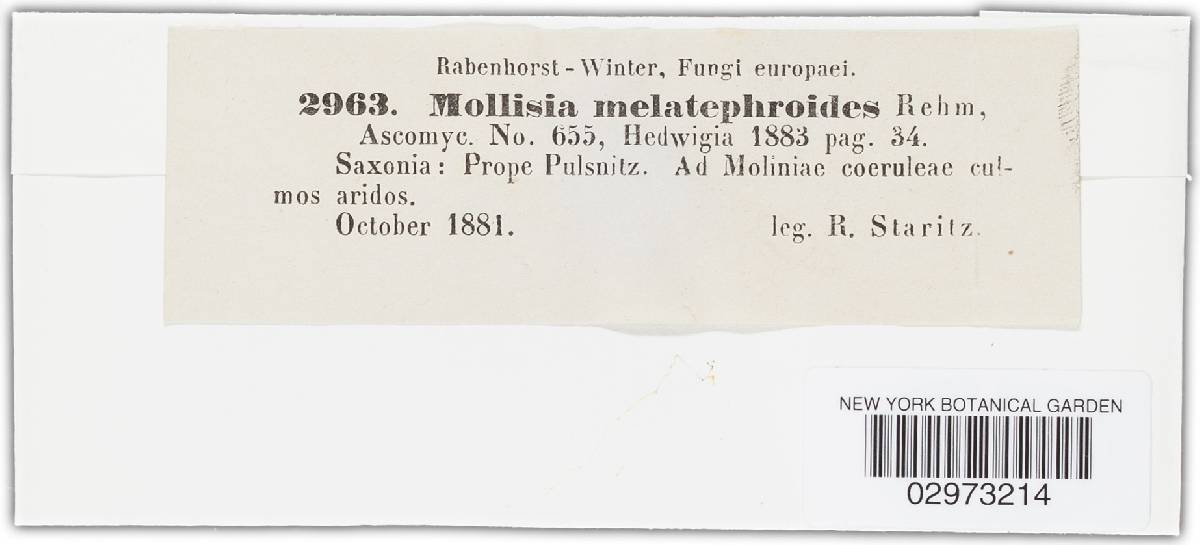 Rabenhorst-Winter, Fungi europaei.
2963. Mollisia melatephroides Rehm,
Ascomyc. No. 655, Hedwigia 1883 pag. 34.
Saxonia: Prope Pulsnitz. Ad Moliniae coeruleae cul-
mos aridos.
October 1881. leg. R. Staritz.
NEW YORK BOTANICAL GARDEN
02973214